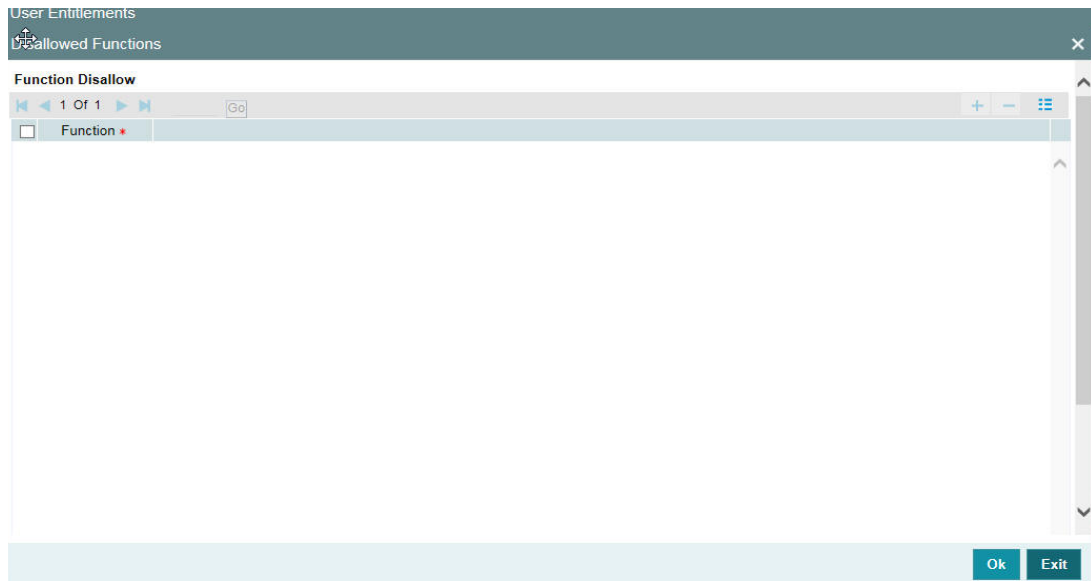 User Entitlements
Disallowed Functions
Function Disallow
1 Of 1 Go
Function *
Ok Exit